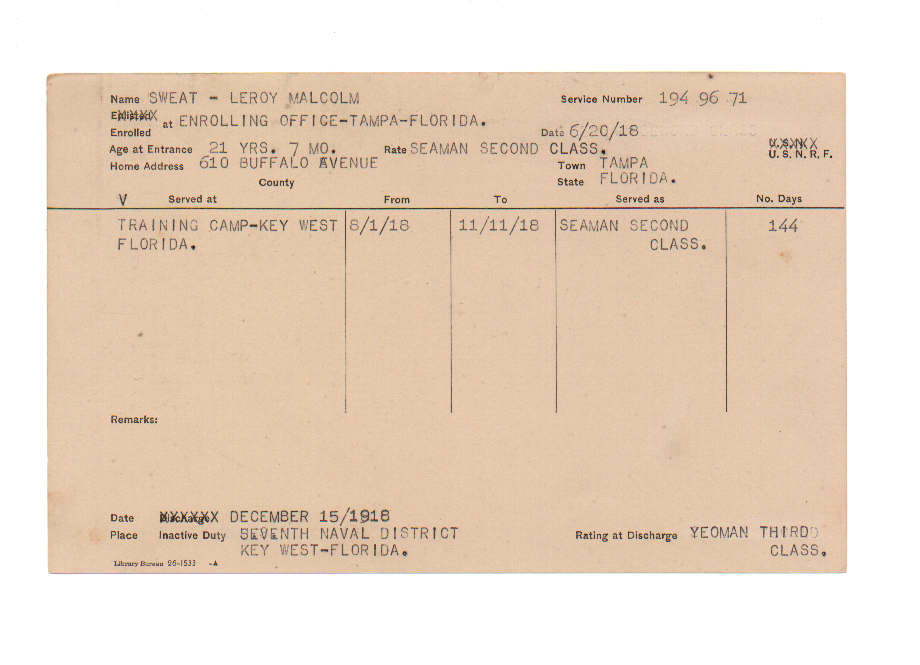 Name SWEAT - LEROY MALCOLM Service Number 194 96 71
Enlisted
Enrolled at ENROLLING OFFICE-TAMPA-FLORIDA. Date 6/20/18
Age at Entrance 21 YRS. 7 MO. Rate SEAMAN SECOND CLASS. U.S.N.
U. S. N. R. F.
Home Address 610 BUFFALO AVENUE Town TAMPA
County State FLORIDA.
V Served at From To Served as No. Days
TRAINING CAMP-KEY WEST 8/1/18 11/11/18 SEAMAN SECOND 144
FLORIDA. CLASS.
Remarks:
Date Discharge XXXXXX DECEMBER 15/1918
Place Inactive Duty SEVENTH NAVAL DISTRICT Rating at Discharge YEOMAN THIRD
KEY WEST-FLORIDA. CLASS.
Library Bureau 26-1533 -A